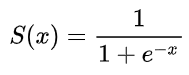 S(x) = 1 / (1 + e^{-x})